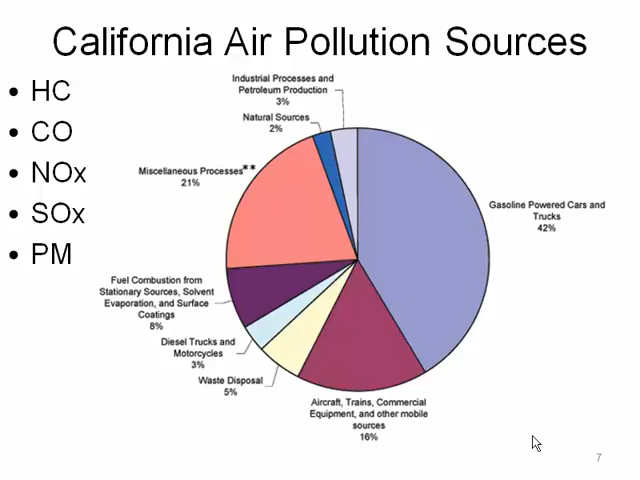 California Air Pollution Sources
• HC
• CO
• NOx
• SOx
• PM
Industrial Processes and
Petroleum Production
3%
Natural Sources
2%
Miscellaneous Processes**
21%
Gasoline Powered Cars and
Trucks
42%
Fuel Combustion from
Stationary Sources, Solvent
Evaporation, and Surface
Coatings
8%
Diesel Trucks and
Motorcycles
3%
Waste Disposal
5%
Aircraft, Trains, Commercial
Equipment, and other mobile
sources
16%
7